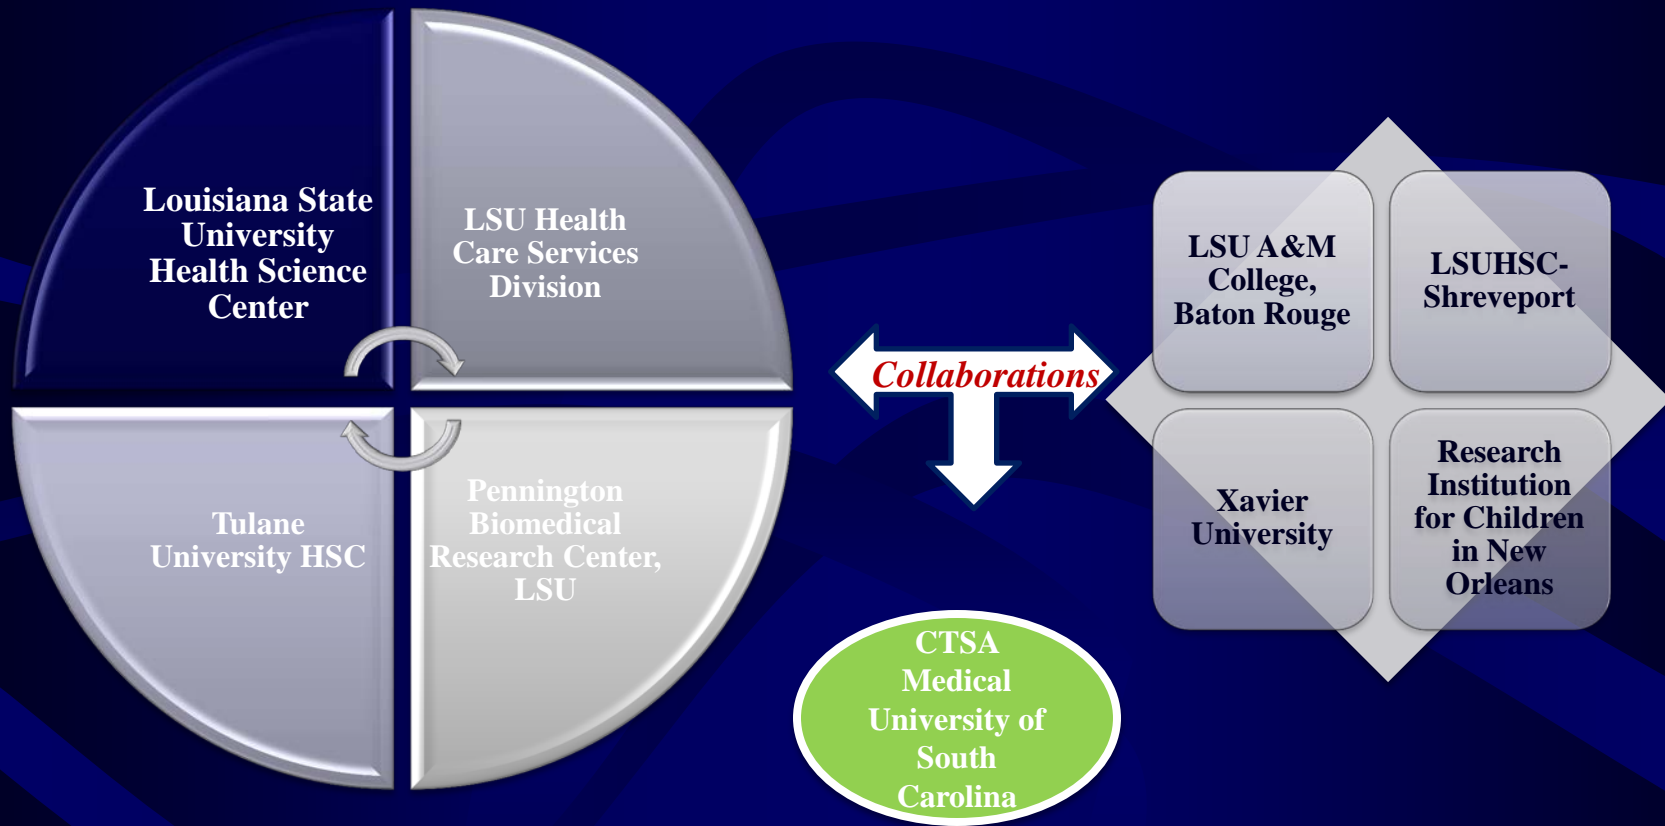 Louisiana State
University
Health Science
Center
LSU Health
Care Services
Division
Tulane
University HSC
Pennington
Biomedical
Research Center,
LSU
Collaborations
LSU A&M
College,
Baton Rouge
LSUHSC-
Shreveport
Xavier
University
Research
Institution
for Children
in New
Orleans
CTSA
Medical
University of
South
Carolina